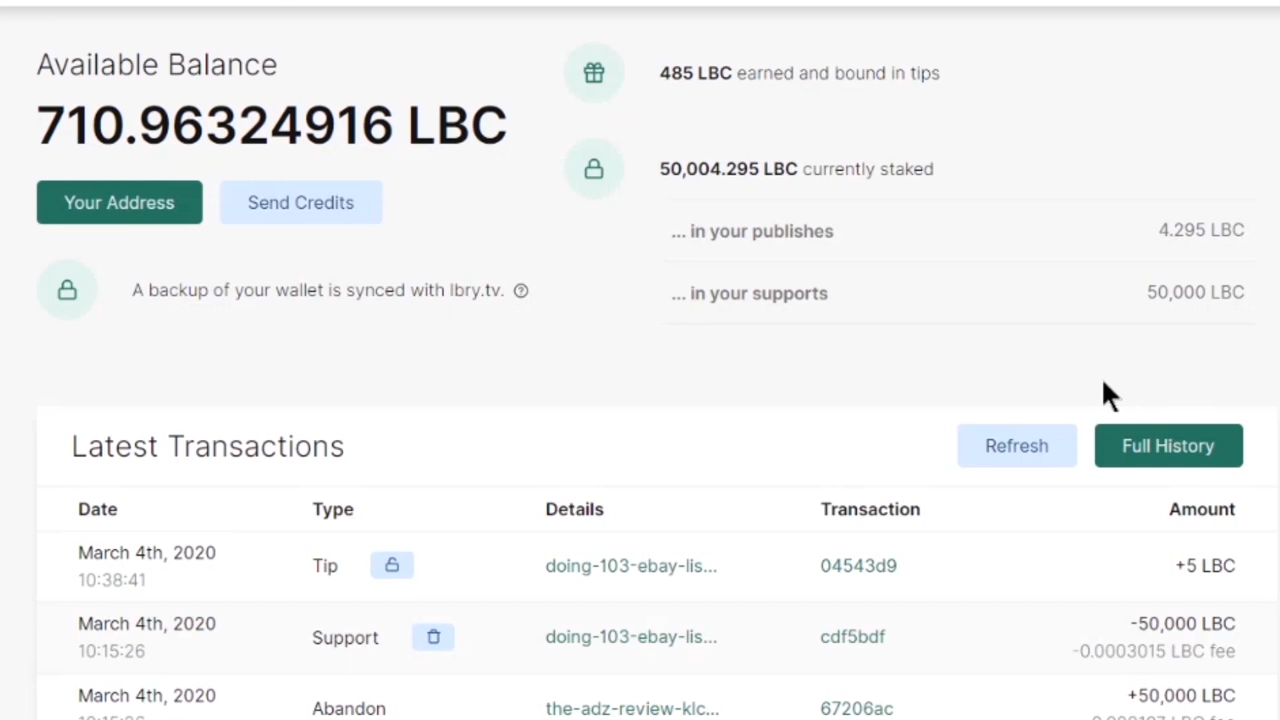 Available Balance
710.96324916 LBC
Your Address
Send Credits
A backup of your wallet is synced with lbry.tv.
485 LBC earned and bound in tips
50,004.295 LBC currently staked
... in your publishes 4.295 LBC
... in your supports 50,000 LBC
Latest Transactions
Refresh
Full History
Date Type Details Transaction Amount
March 4th, 2020
10:38:41
Tip
doing-103-ebay-lis...
04543d9
+5 LBC
March 4th, 2020
10:15:26
Support
doing-103-ebay-lis...
cdf5bdf
-50,000 LBC
-0.0003015 LBC fee
March 4th, 2020
Abandon
the-adz-review-klc...
67206ac
+50,000 LBC